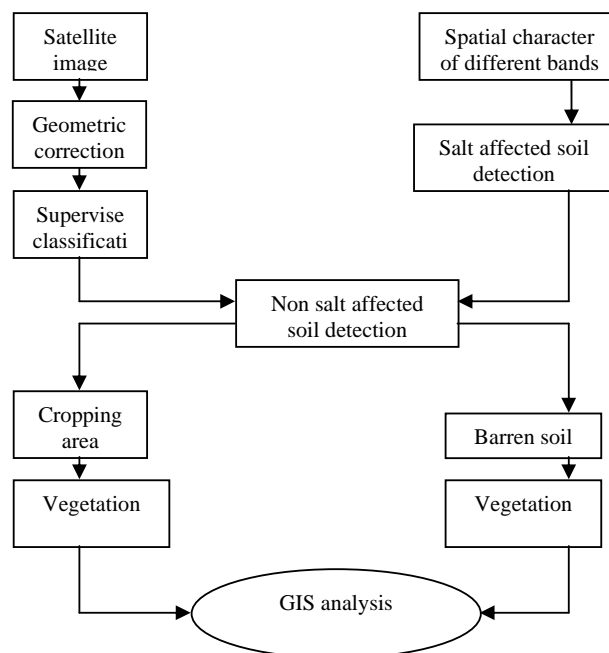 Satellite
image
Spatial character
of different bands
Geometric
correction
Salt affected soil
detection
Supervise
classificati
Non salt affected
soil detection
Cropping
area
Barren soil
Vegetation
Vegetation
GIS analysis